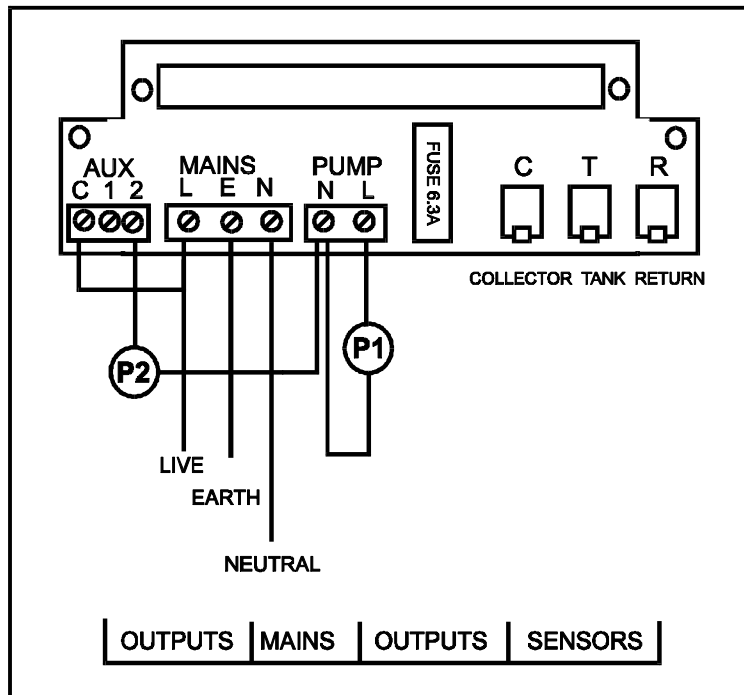 AUX MAINS PUMP
C 1 2 L E N N L
FUSE 6.3A
C T R
COLLECTOR TANK RETURN
P2
P1
LIVE
EARTH
NEUTRAL
OUTPUTS MAINS OUTPUTS SENSORS